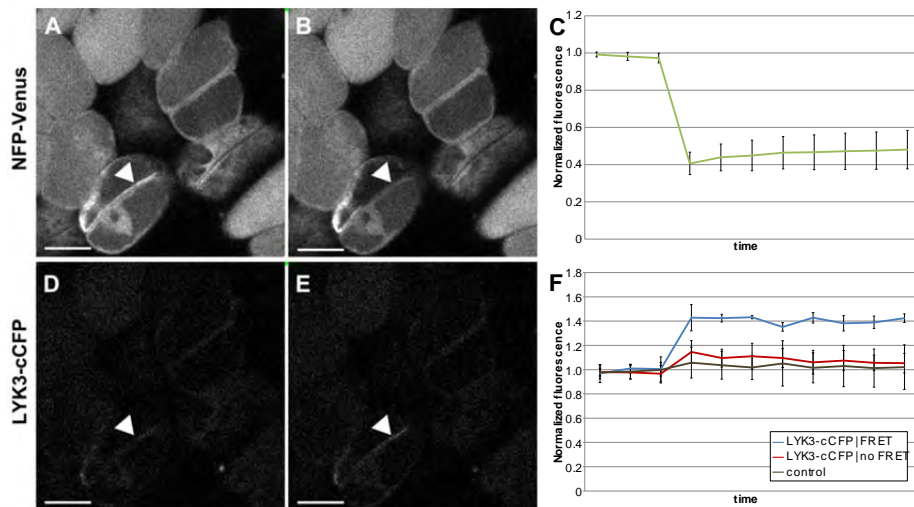 NFP-Venus
A
B
C
Normalized fluorescence
1.2
1.0
0.8
0.6
0.4
0.2
0
time
LYK3-cCFP
D
E
F
Normalized fluorescence
1.8
1.6
1.4
1.2
1.0
0.8
0.6
0.4
0.2
0
LYK3-cCFP|FRET
LYK3-cCFP|no FRET
control
time